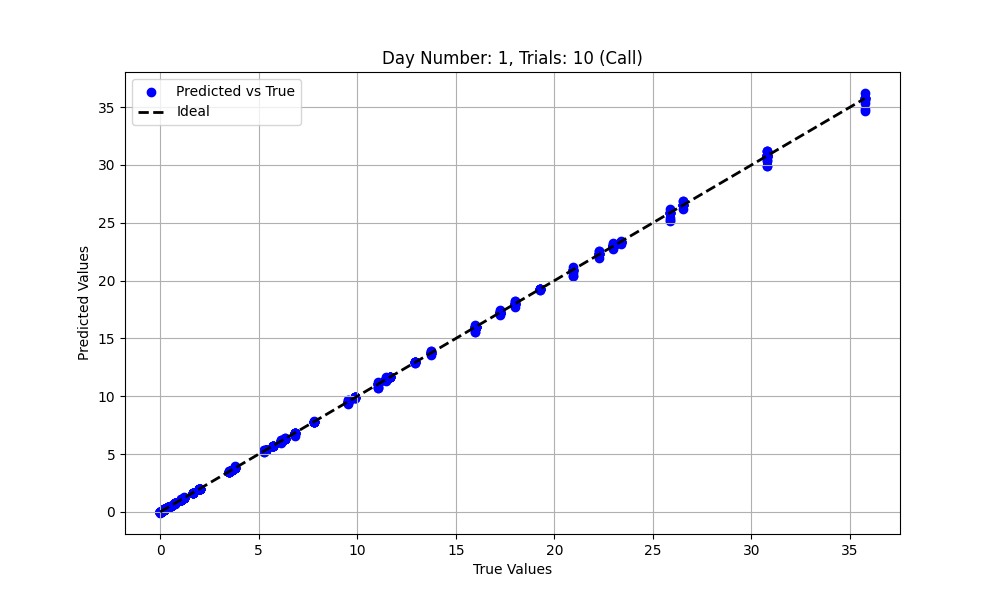 Day Number: 1, Trials: 10 (Call)
Predicted vs True
Ideal
35
30
25
20
15
10
5
0
Predicted Values
0 5 10 15 20 25 30 35
True Values